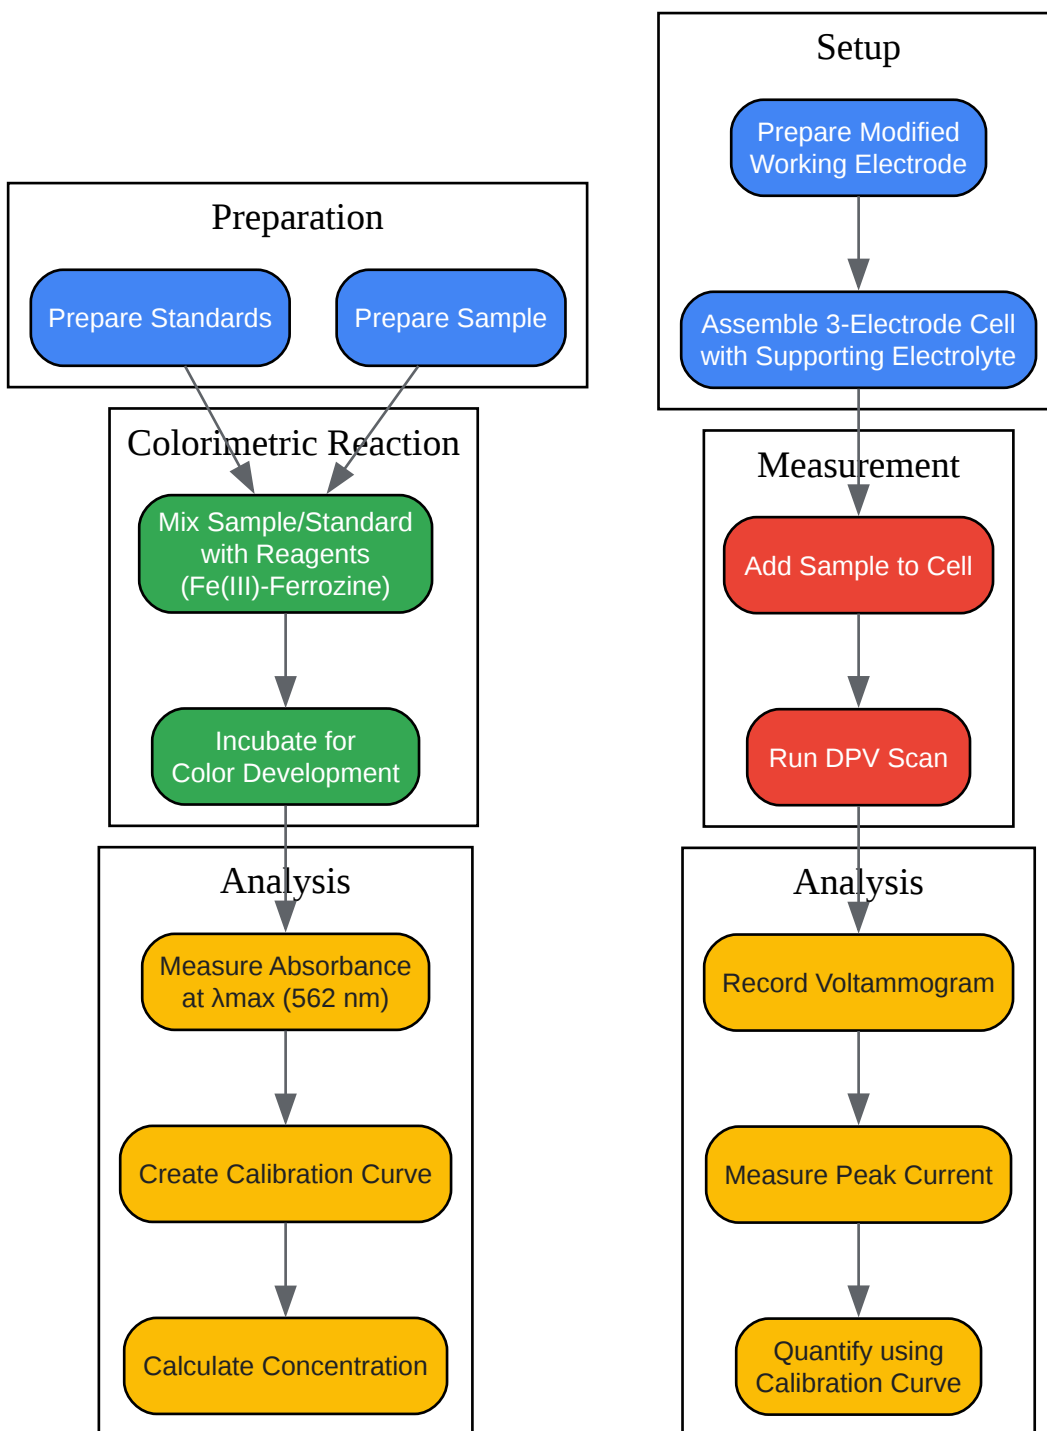 Preparation
Prepare Standards
Prepare Sample
Colorimetric Reaction
Mix Sample/Standard
with Reagents
(Fe(III)-Ferrozine)
Incubate for
Color Development
Analysis
Measure Absorbance
at λmax (562 nm)
Create Calibration Curve
Calculate Concentration
Setup
Prepare Modified
Working Electrode
Assemble 3-Electrode Cell
with Supporting Electrolyte
Measurement
Add Sample to Cell
Run DPV Scan
Analysis
Record Voltammogram
Measure Peak Current
Quantify using
Calibration Curve